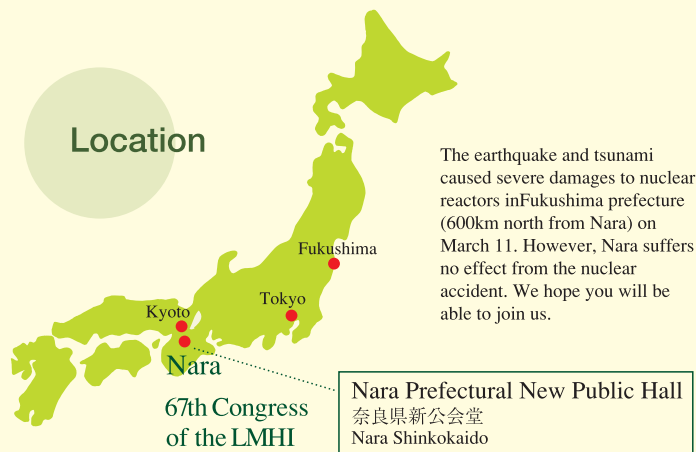 Location
The earthquake and tsunami
caused severe damages to nuclear
reactors inFukushima prefecture
(600km north from Nara) on
March 11. However, Nara suffers
no effect from the nuclear
accident. We hope you will be
able to join us.
Fukushima
Tokyo
Kyoto
Nara
67th Congress
of the LMHI
Nara Prefectural New Public Hall
奈良県新公会堂
Nara Shinkokaido